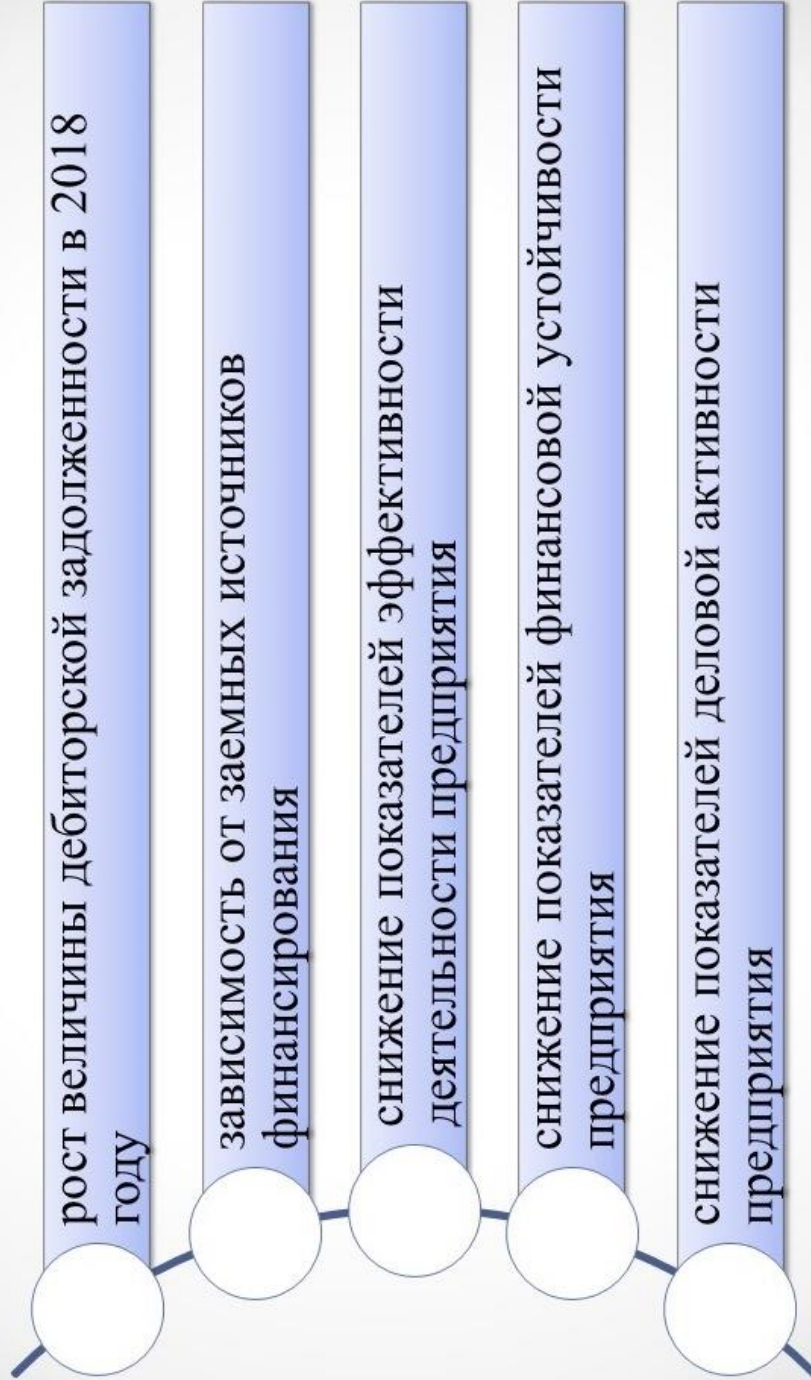 рост величины дебиторской задолженности в 2018
году
зависимость от заемных источников
финансирования
снижение показателей эффективности
деятельности предприятия
снижение показателей финансовой устойчивости
предприятия
снижение показателей деловой активности
предприятия